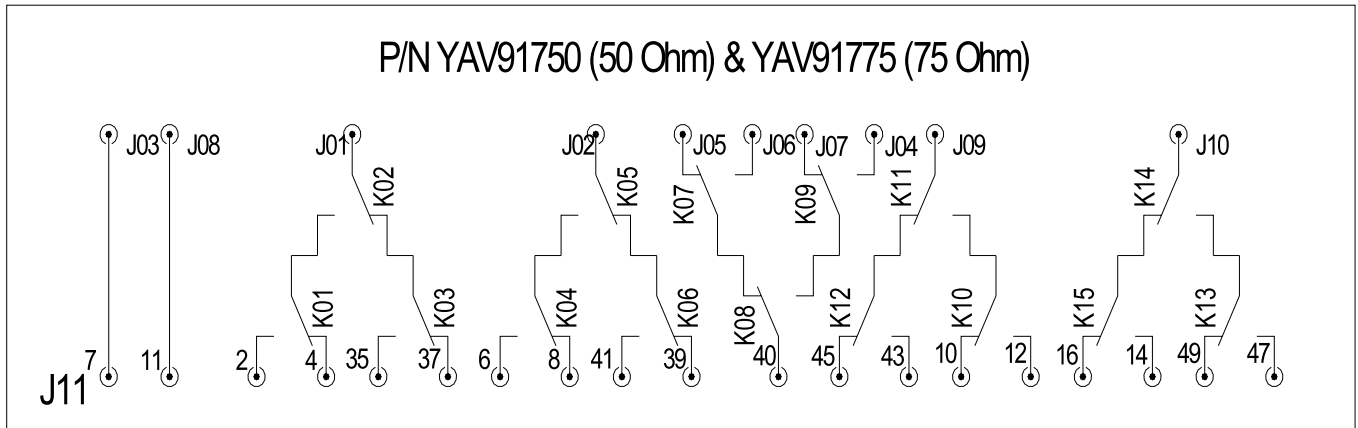 P/N YAV91750 (50 Ohm) & YAV91775 (75 Ohm)
J03 J08 J01 J02 J05 J06 J07 J04 J09 J10
K02 K05 K07 K09 K11 K14
K01 K03 K04 K06 K08 K12 K10 K15 K13
7 11 2 4 35 37 6 8 41 39 40 45 43 10 12 16 14 49 47
J11